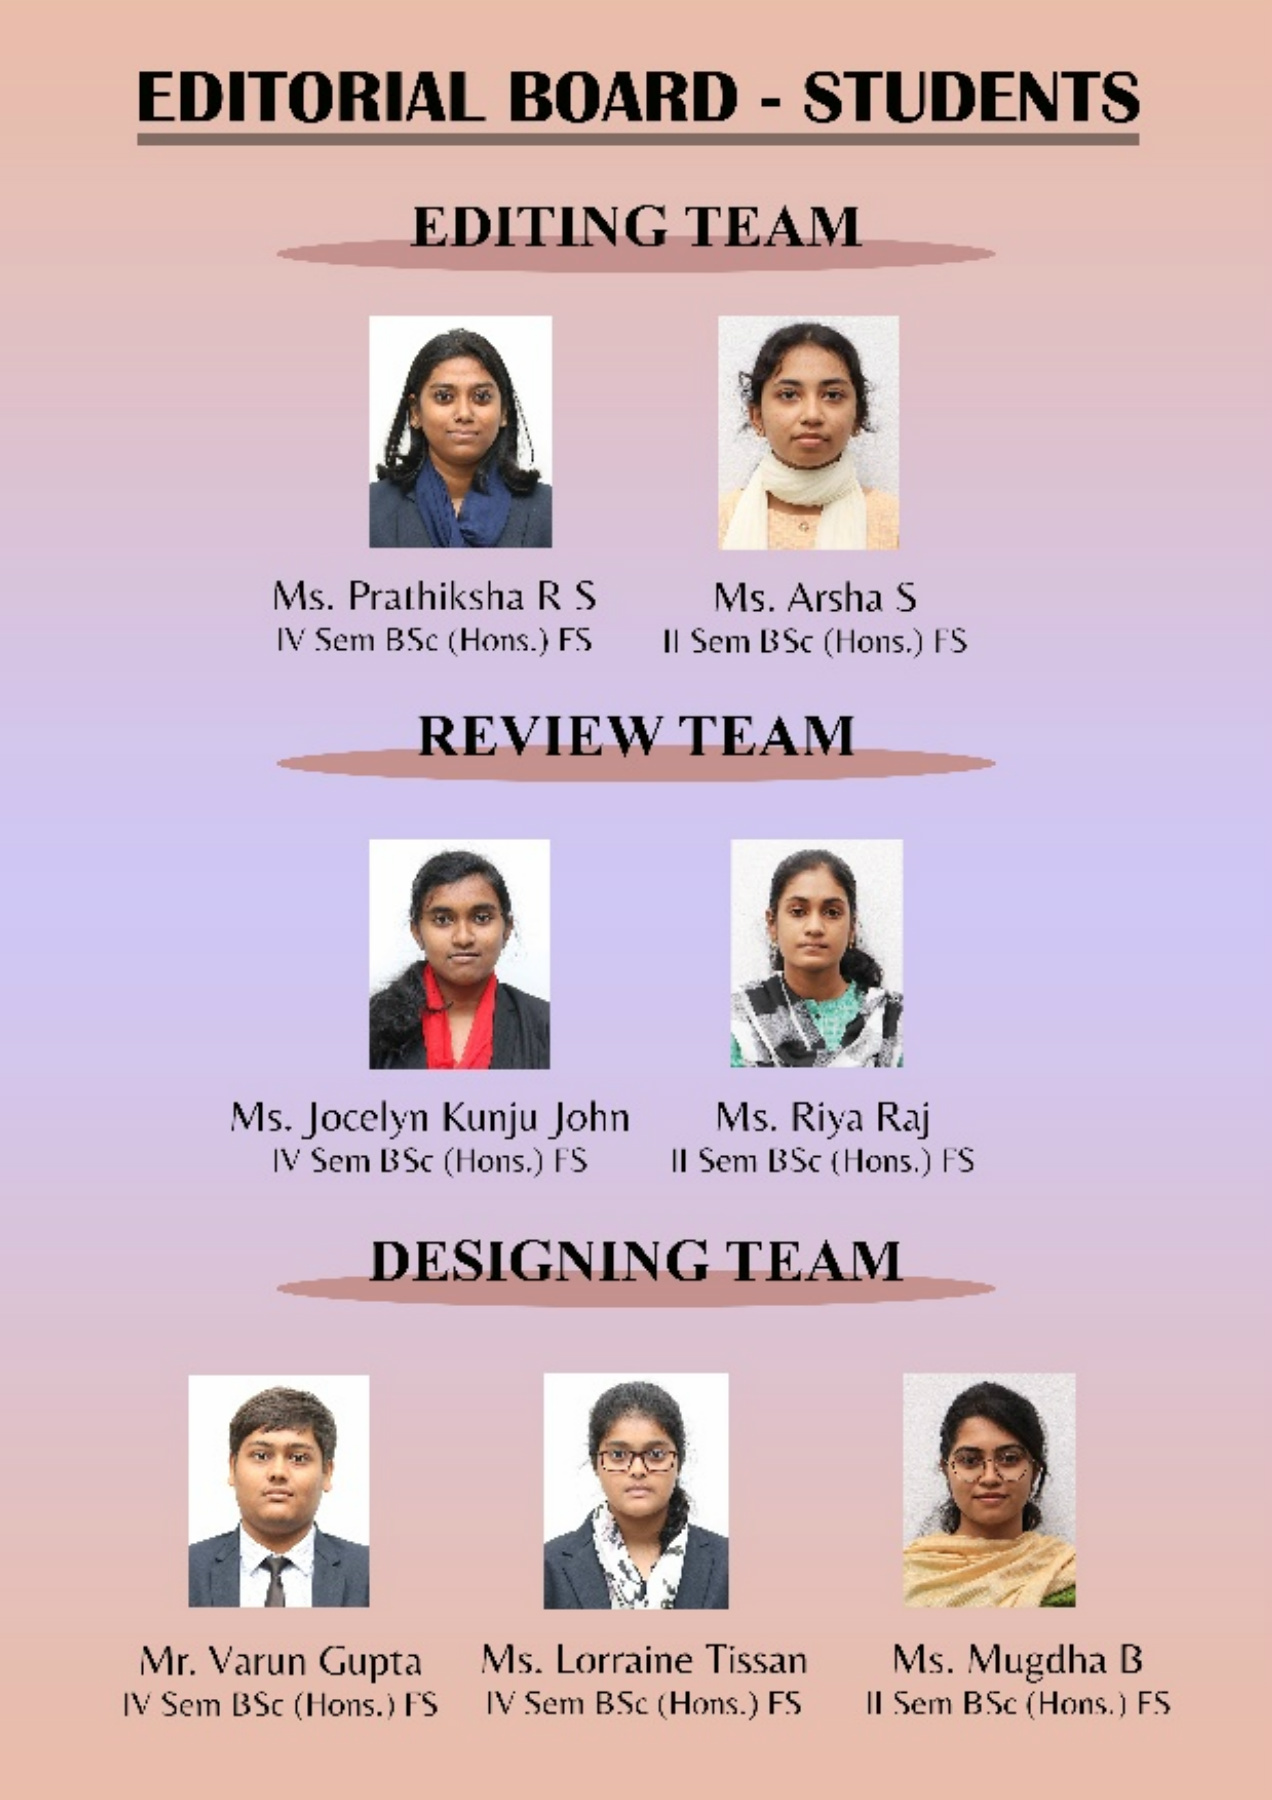 EDITORIAL BOARD - STUDENTS
EDITING TEAM
Ms. Prathiksha R S
IV Sem BSc (Hons.) FS
Ms. Arsha S
II Sem BSc (Hons.) FS
REVIEW TEAM
Ms. Jocelyn Kunju John
IV Sem BSc (Hons.) FS
Ms. Riya Raj
II Sem BSc (Hons.) FS
DESIGNING TEAM
Mr. Varun Gupta
IV Sem BSc (Hons.) FS
Ms. Lorraine Tissan
IV Sem BSc (Hons.) FS
Ms. Mugdha B
II Sem BSc (Hons.) FS